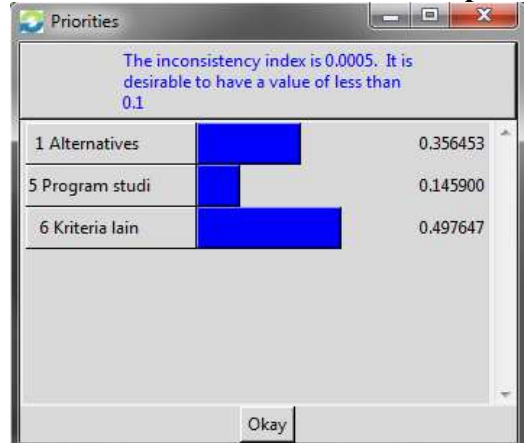 Priorities
The inconsistency index is 0.0005. It is
desirable to have a value of less than
0.1
1 Alternatives 0.356453
5 Program studi 0.145900
6 Kriteria lain 0.497647
Okay